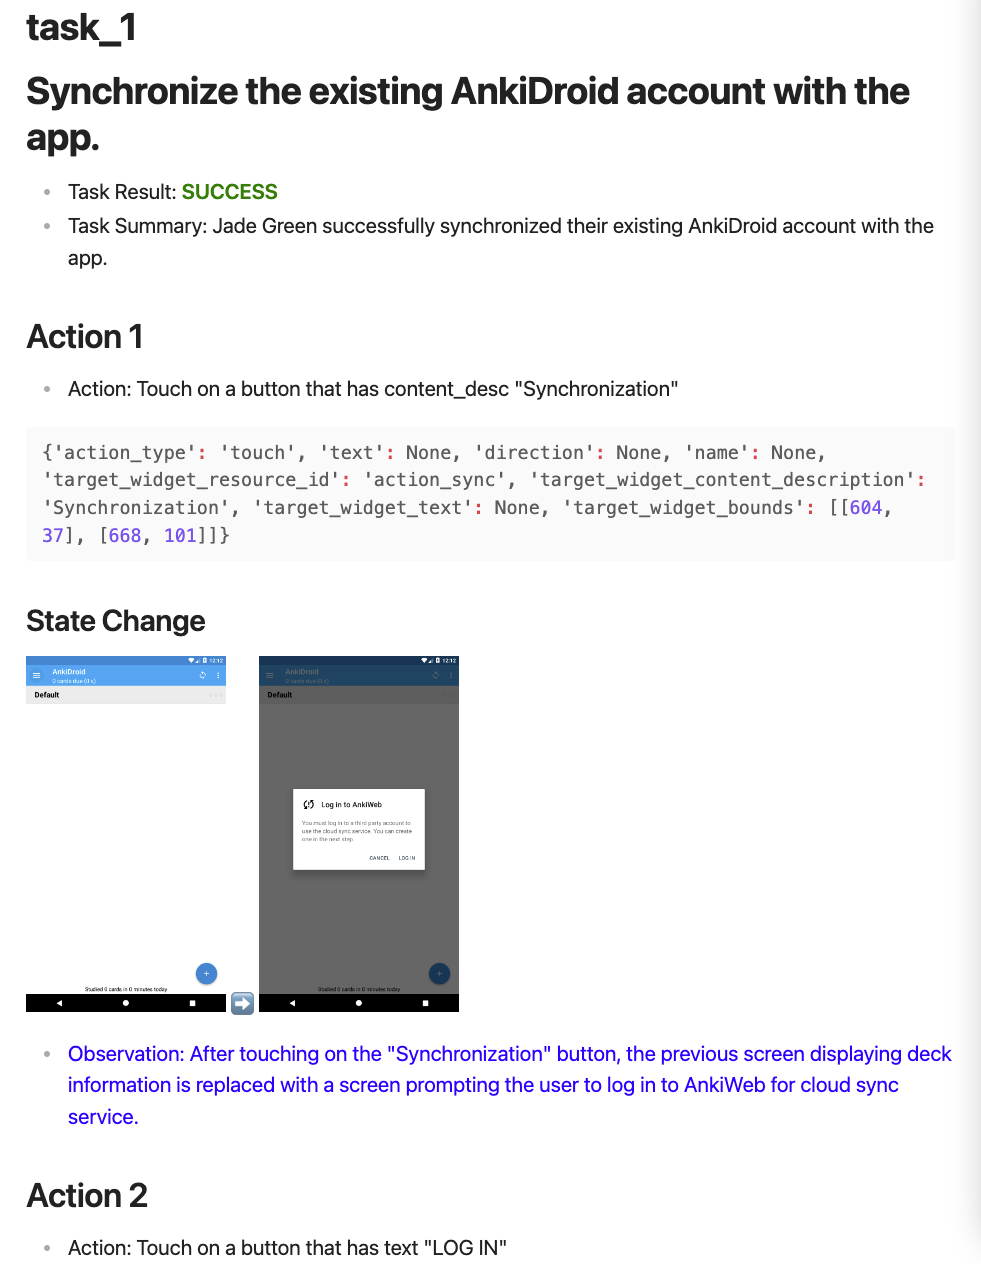 task_1
Synchronize the existing AnkiDroid account with the
app.
Task Result: SUCCESS
Task Summary: Jade Green successfully synchronized their existing AnkiDroid account with the
app.
Action 1
Action: Touch on a button that has content_desc "Synchronization"
{'action_type': 'touch', 'text': None, 'direction': None, 'name': None,
'target_widget_resource_id': 'action_sync', 'target_widget_content_description':
'Synchronization', 'target_widget_text': None, 'target_widget_bounds': [[604,
37], [668, 101]]}
State Change
12:12
AnkiDroid
0 cards due (0 s)
Default
Studied 0 cards in 0 minutes today
12:12
AnkiDroid
0 cards due (0 s)
Default
Log in to AnkiWeb
You must log in to a third party account to
use the cloud sync service. You can create
one in the next step.
CANCEL LOG IN
Studied 0 cards in 0 minutes today
Observation: After touching on the "Synchronization" button, the previous screen displaying deck
information is replaced with a screen prompting the user to log in to AnkiWeb for cloud sync
service.
Action 2
Action: Touch on a button that has text "LOG IN"